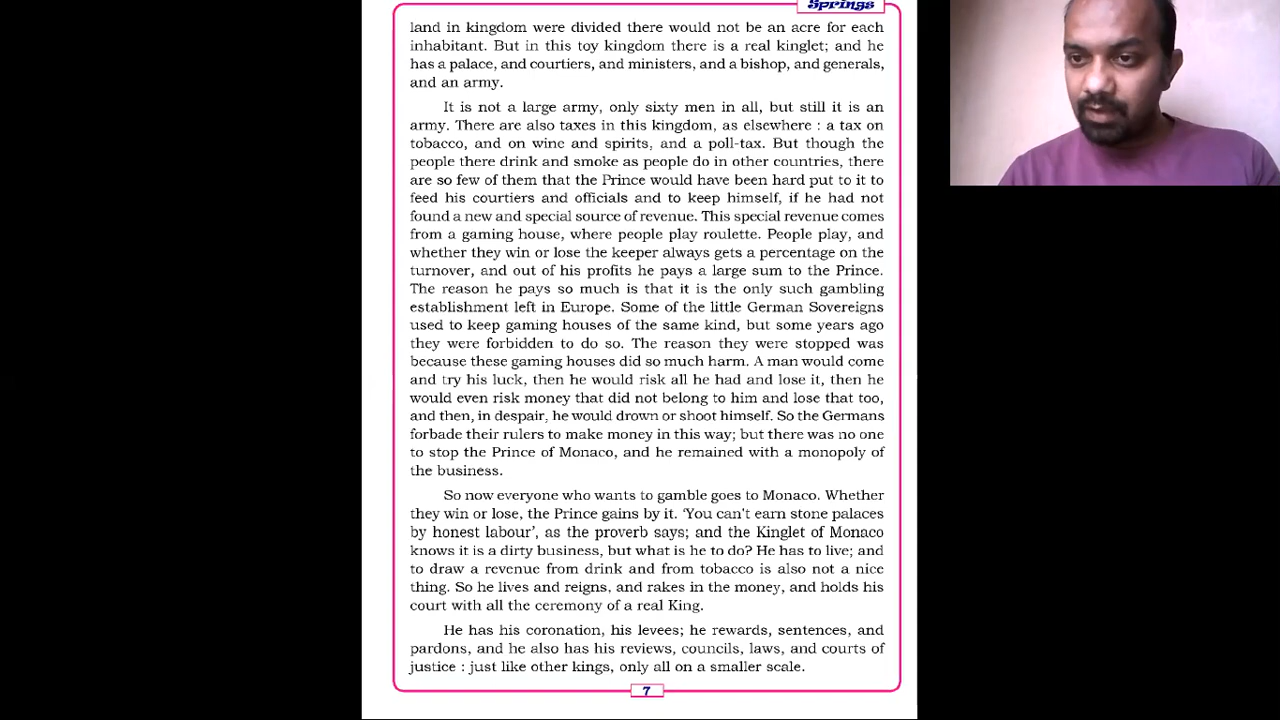 Springs
land in kingdom were divided there would not be an acre for each
inhabitant. But in this toy kingdom there is a real kinglet; and he
has a palace, and courtiers, and ministers, and a bishop, and generals,
and an army.
It is not a large army, only sixty men in all, but still it is an
army. There are also taxes in this kingdom, as elsewhere : a tax on
tobacco, and on wine and spirits, and a poll-tax. But though the
people there drink and smoke as people do in other countries, there
are so few of them that the Prince would have been hard put to it to
feed his courtiers and officials and to keep himself, if he had not
found a new and special source of revenue. This special revenue comes
from a gaming house, where people play roulette. People play, and
whether they win or lose the keeper always gets a percentage on the
turnover, and out of his profits he pays a large sum to the Prince.
The reason he pays so much is that it is the only such gambling
establishment left in Europe. Some of the little German Sovereigns
used to keep gaming houses of the same kind, but some years ago
they were forbidden to do so. The reason they were stopped was
because these gaming houses did so much harm. A man would come
and try his luck, then he would risk all he had and lose it, then he
would even risk money that did not belong to him and lose that too,
and then, in despair, he would drown or shoot himself. So the Germans
forbade their rulers to make money in this way; but there was no one
to stop the Prince of Monaco, and he remained with a monopoly of
the business.
So now everyone who wants to gamble goes to Monaco. Whether
they win or lose, the Prince gains by it. 'You can't earn stone palaces
by honest labour', as the proverb says; and the Kinglet of Monaco
knows it is a dirty business, but what is he to do? He has to live; and
to draw a revenue from drink and from tobacco is also not a nice
thing. So he lives and reigns, and rakes in the money, and holds his
court with all the ceremony of a real King.
He has his coronation, his levees; he rewards, sentences, and
pardons, and he also has his reviews, councils, laws, and courts of
justice : just like other kings, only all on a smaller scale.
7